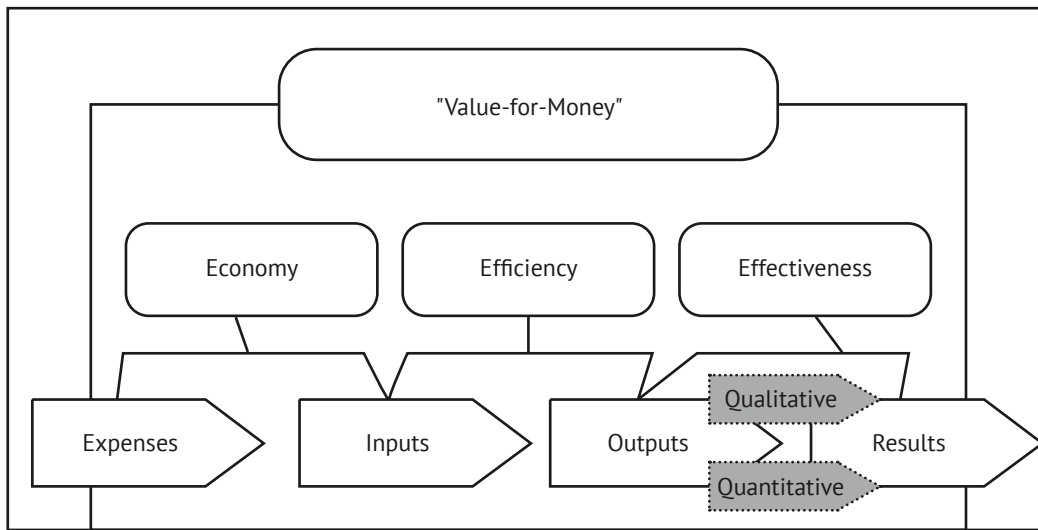 "Value-for-Money"
Economy
Efficiency
Effectiveness
Qualitative
Expenses
Inputs
Outputs
Results
Quantitative